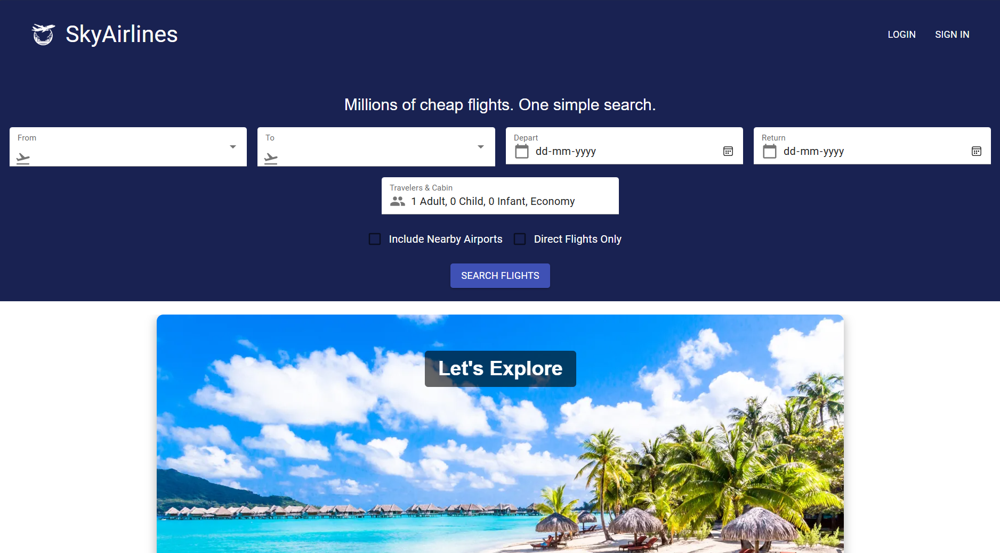 SkyAirlines
LOGIN SIGN IN
Millions of cheap flights. One simple search.
From
To
Depart
dd-mm-yyyy
Return
dd-mm-yyyy
Travelers & Cabin
1 Adult, 0 Child, 0 Infant, Economy
Include Nearby Airports Direct Flights Only
SEARCH FLIGHTS
Let's Explore